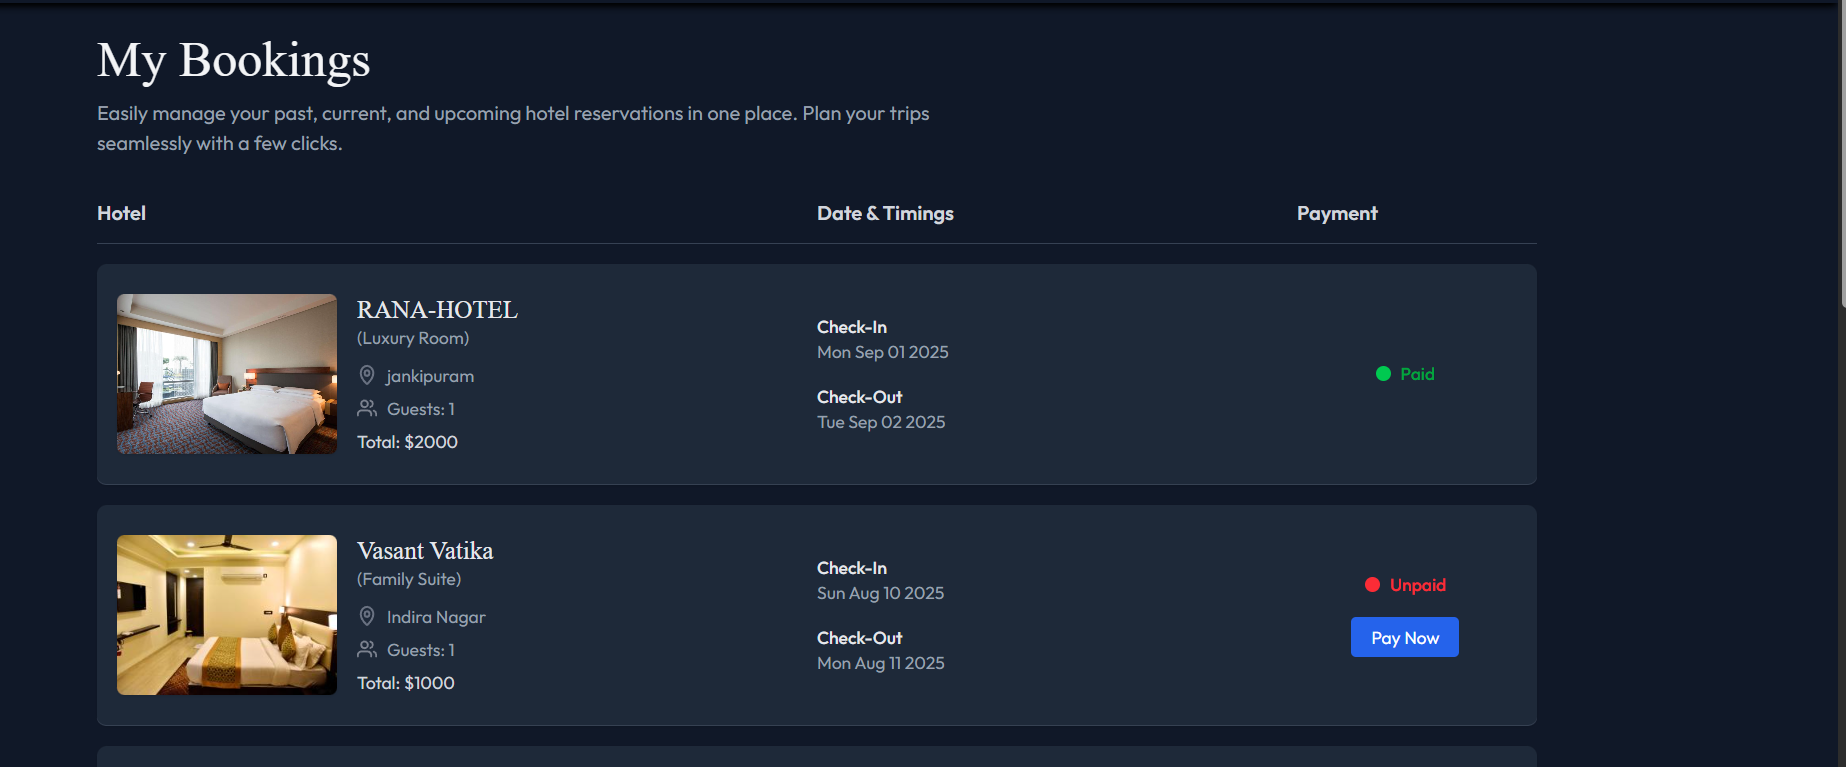 My Bookings
Easily manage your past, current, and upcoming hotel reservations in one place. Plan your trips
seamlessly with a few clicks.
Hotel
Date & Timings
Payment
RANA-HOTEL
(Luxury Room)
jankipuram
Guests: 1
Total: $2000
Check-In
Mon Sep 01 2025
Check-Out
Tue Sep 02 2025
Paid
Vasant Vatika
(Family Suite)
Indira Nagar
Guests: 1
Total: $1000
Check-In
Sun Aug 10 2025
Check-Out
Mon Aug 11 2025
Unpaid
Pay Now